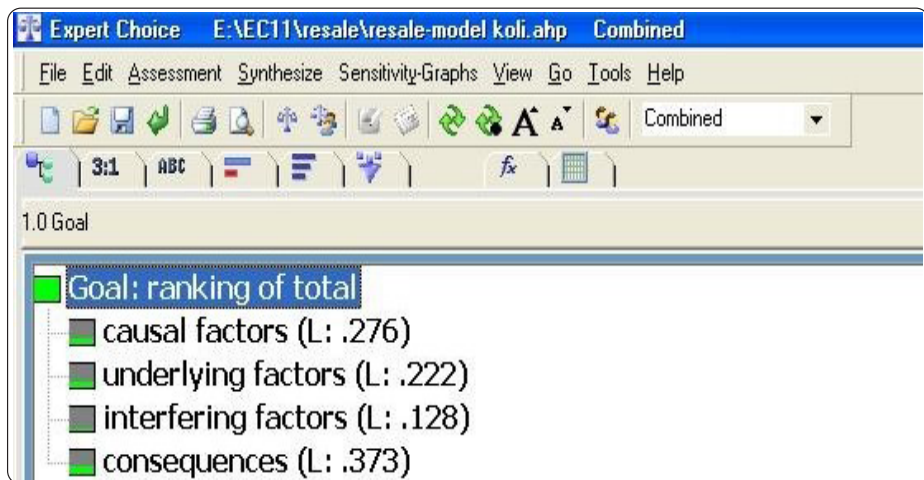 Expert Choice E:\EC11\resale\resale-model koli.ahp Combined
File Edit Assessment Synthesize Sensitivity-Graphs View Go Tools Help
A A Combined
3:1 ABC fx
1.0 Goal
Goal: ranking of total
causal factors (L: .276)
underlying factors (L: .222)
interfering factors (L: .128)
consequences (L: .373)